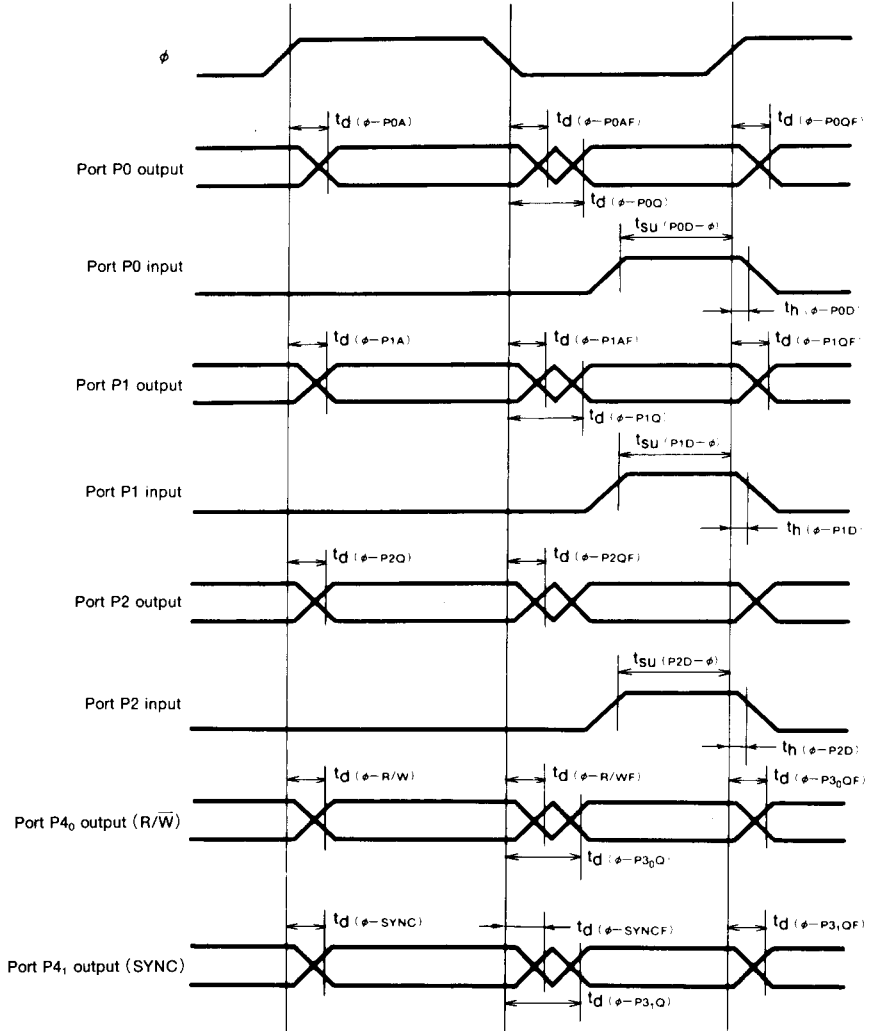 ϕ
td (ϕ–P0A) td (ϕ–P0AF) td (ϕ–P0QF)
Port P0 output
td (ϕ–P0Q)
tsu (P0D–ϕ)
Port P0 input
th (ϕ–P0D)
td (ϕ–P1A) td (ϕ–P1AF) td (ϕ–P1QF)
Port P1 output
td (ϕ–P1Q)
tsu (P1D–ϕ)
Port P1 input
th (ϕ–P1D)
td (ϕ–P2Q) td (ϕ–P2QF)
Port P2 output
tsu (P2D–ϕ)
Port P2 input
th (ϕ–P2D)
td (ϕ–R/W) td (ϕ–R/WF) td (ϕ–P3₀QF)
Port P4₀ output (R/W̅)
td (ϕ–P3₀Q)
td (ϕ–SYNC) td (ϕ–SYNCF) td (ϕ–P3₁QF)
Port P4₁ output (SYNC)
td (ϕ–P3₁Q)